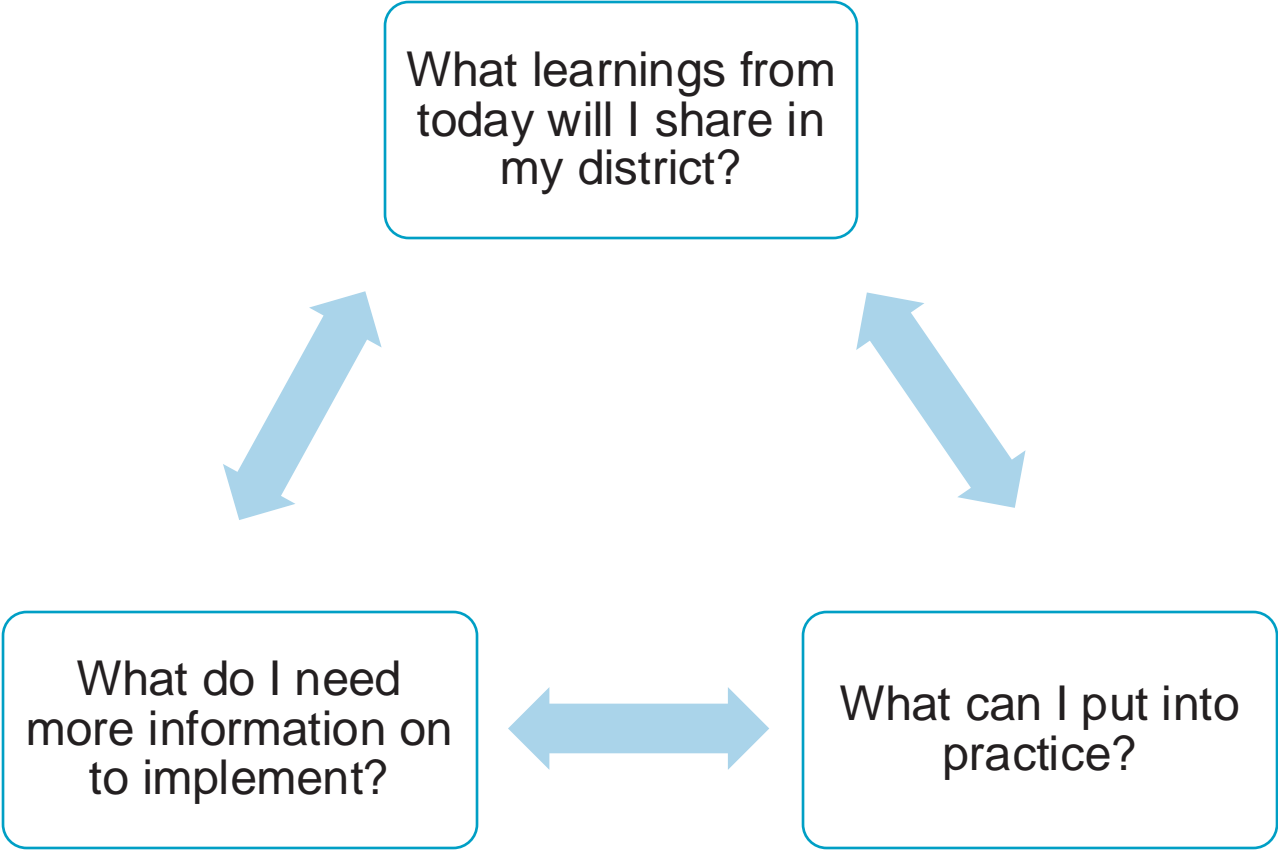 What learnings from
today will I share in
my district?
What do I need
more information on
to implement?
What can I put into
practice?